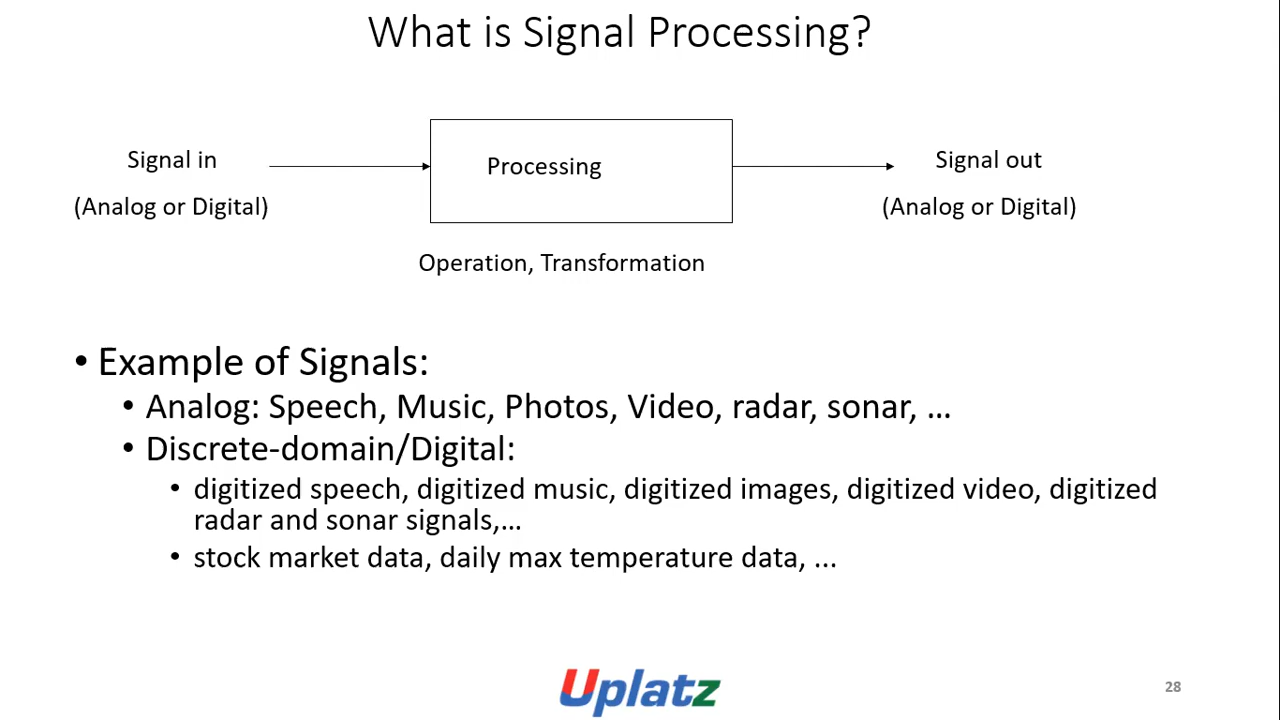 What is Signal Processing?
Signal in
Processing
Signal out
(Analog or Digital)
(Analog or Digital)
Operation, Transformation
• Example of Signals:
• Analog: Speech, Music, Photos, Video, radar, sonar, …
• Discrete-domain/Digital:
• digitized speech, digitized music, digitized images, digitized video, digitized
radar and sonar signals,…
• stock market data, daily max temperature data, ...
Uplatz
28